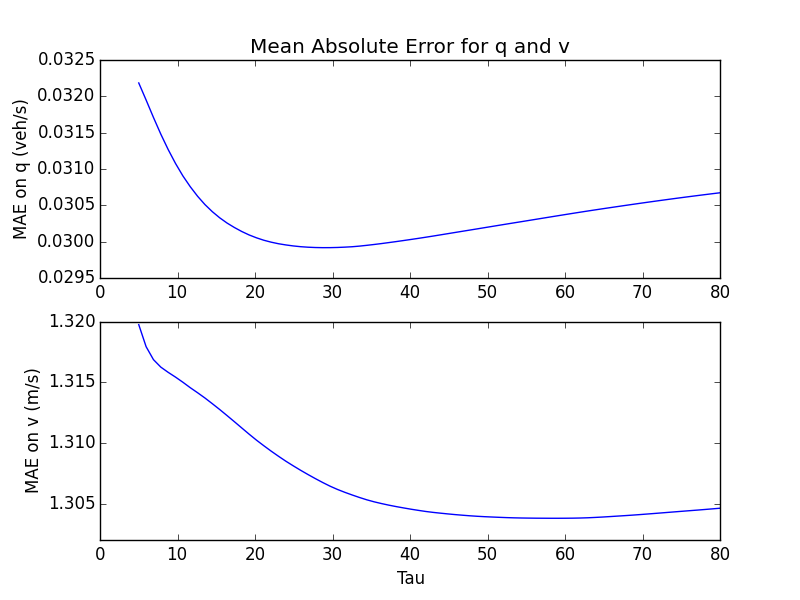 Mean Absolute Error for q and v
0.0325
0.0320
0.0315
0.0310
0.0305
0.0300
0.0295
MAE on q (veh/s)
0 10 20 30 40 50 60 70 80
1.320
1.315
1.310
1.305
MAE on v (m/s)
0 10 20 30 40 50 60 70 80
Tau